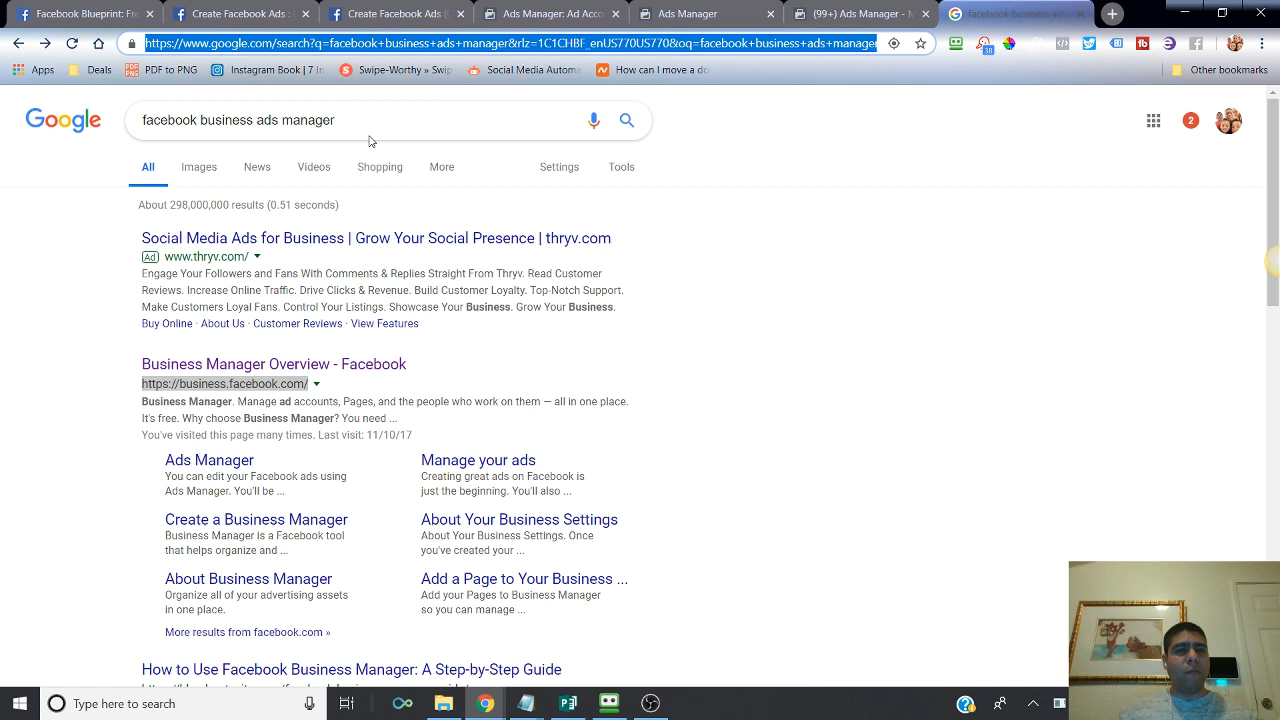 Facebook Blueprint: Fre
Create Facebook Ads :
Create Facebook Ads (
Ads Manager: Ad Acco
Ads Manager
(99+) Ads Manager - M
facebook business ad
https://www.google.com/search?q=facebook+business+ads+manager&rlz=1C1CHBF_enUS770US770&oq=facebook+business+ads+manager
38
Apps
Deals
PDF to PNG
Instagram Book | 7 In
Swipe-Worthy » Swip
Social Media Automa
How can I move a do
Other bookmarks
Google
facebook business ads manager
2
All
Images
News
Videos
Shopping
More
Settings
Tools
About 298,000,000 results (0.51 seconds)
Social Media Ads for Business | Grow Your Social Presence | thryv.com
Ad www.thryv.com/
Engage Your Followers and Fans With Comments & Replies Straight From Thryv. Read Customer
Reviews. Increase Online Traffic. Drive Clicks & Revenue. Build Customer Loyalty. Top-Notch Support.
Make Customers Loyal Fans. Control Your Listings. Showcase Your Business. Grow Your Business.
Buy Online · About Us · Customer Reviews · View Features
Business Manager Overview - Facebook
https://business.facebook.com/
Business Manager. Manage ad accounts, Pages, and the people who work on them — all in one place.
It's free. Why choose Business Manager? You need ...
You've visited this page many times. Last visit: 11/10/17
Ads Manager
You can edit your Facebook ads using
Ads Manager. You'll be ...
Manage your ads
Creating great ads on Facebook is
just the beginning. You'll also ...
Create a Business Manager
Business Manager is a Facebook tool
that helps organize and ...
About Your Business Settings
About Your Business Settings. Once
you've created your ...
About Business Manager
Organize all of your advertising assets
in one place.
Add a Page to Your Business ...
Add your Pages to Business Manager
so you can manage ...
More results from facebook.com »
How to Use Facebook Business Manager: A Step-by-Step Guide
Type here to search